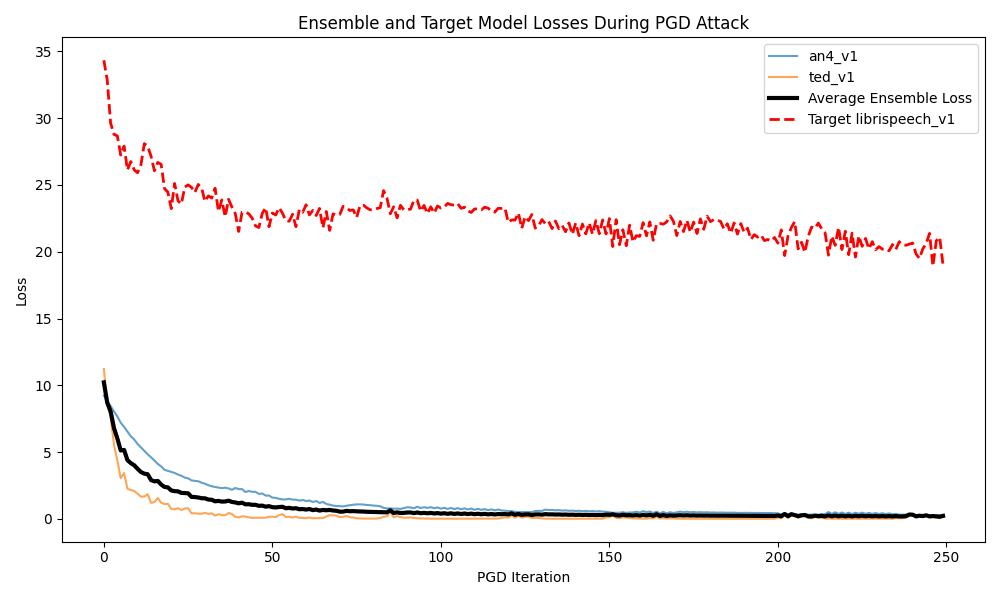 Ensemble and Target Model Losses During PGD Attack
an4_v1
ted_v1
Average Ensemble Loss
Target librispeech_v1
35
30
25
20
15
10
5
0
Loss
0 50 100 150 200 250
PGD Iteration